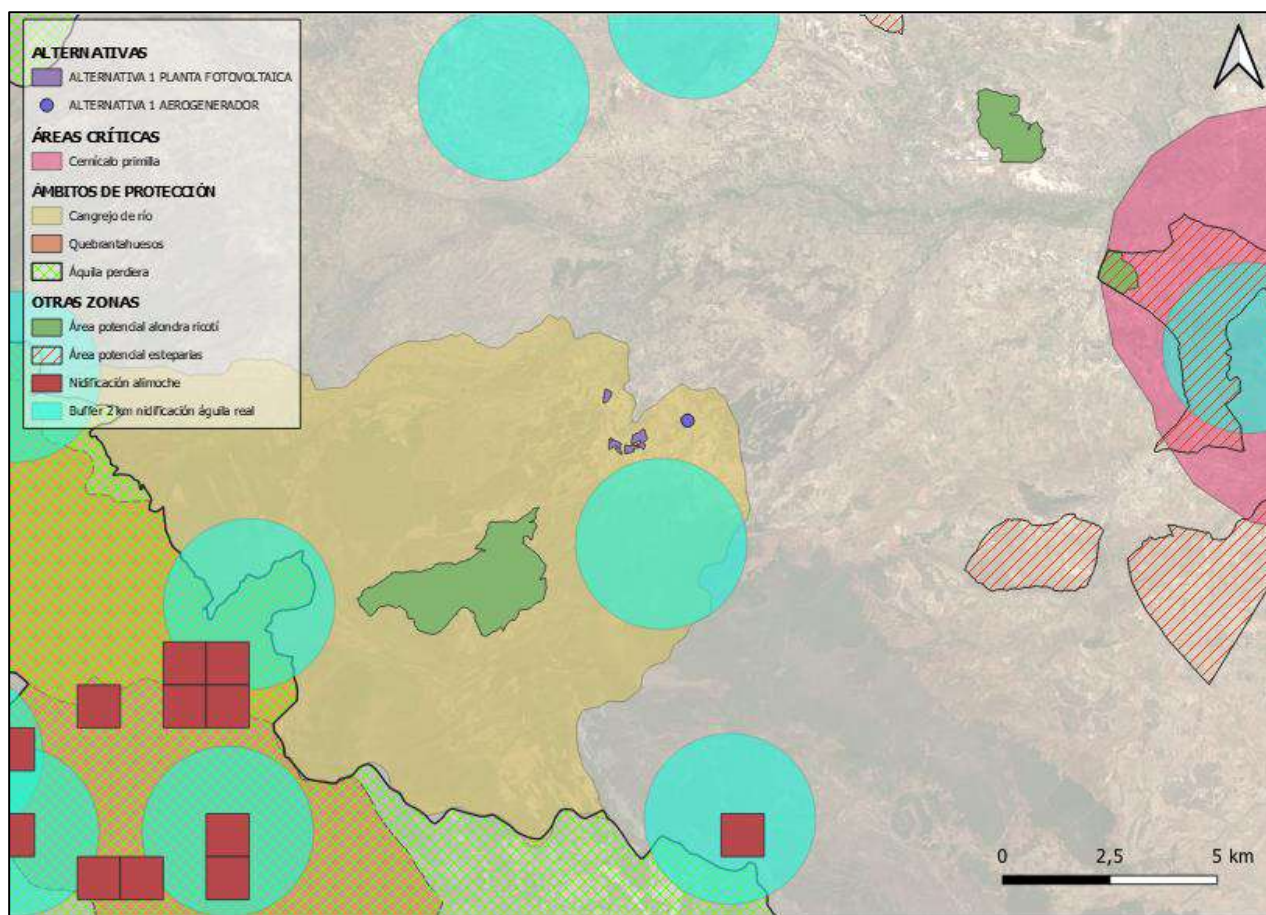 ALTERNATIVAS
ALTERNATIVA 1 PLANTA FOTOVOLTAICA
ALTERNATIVA 1 AEROGENERADOR
ÁREAS CRÍTICAS
Cernícalo primilla
ÁMBITOS DE PROTECCIÓN
Cangrejo de río
Quebrantahuesos
Áquila perdiera
OTRAS ZONAS
Área potencial alondra ricotí
Área potencial esteparias
Nidificación alimoche
Buffer 2 km nidificación águila real
0 2,5 5 km